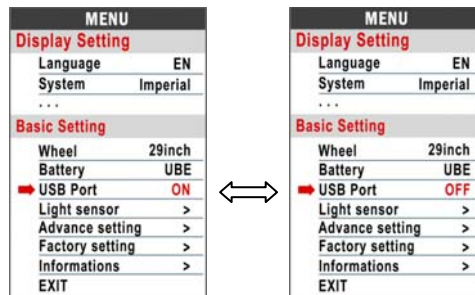 MENU
Display Setting
Language EN
System Imperial
...
Basic Setting
Wheel 29inch
Battery UBE
USB Port ON
Light sensor >
Advance setting >
Factory setting >
Informations >
EXIT
MENU
Display Setting
Language EN
System Imperial
...
Basic Setting
Wheel 29inch
Battery UBE
USB Port OFF
Light sensor >
Advance setting >
Factory setting >
Informations >
EXIT